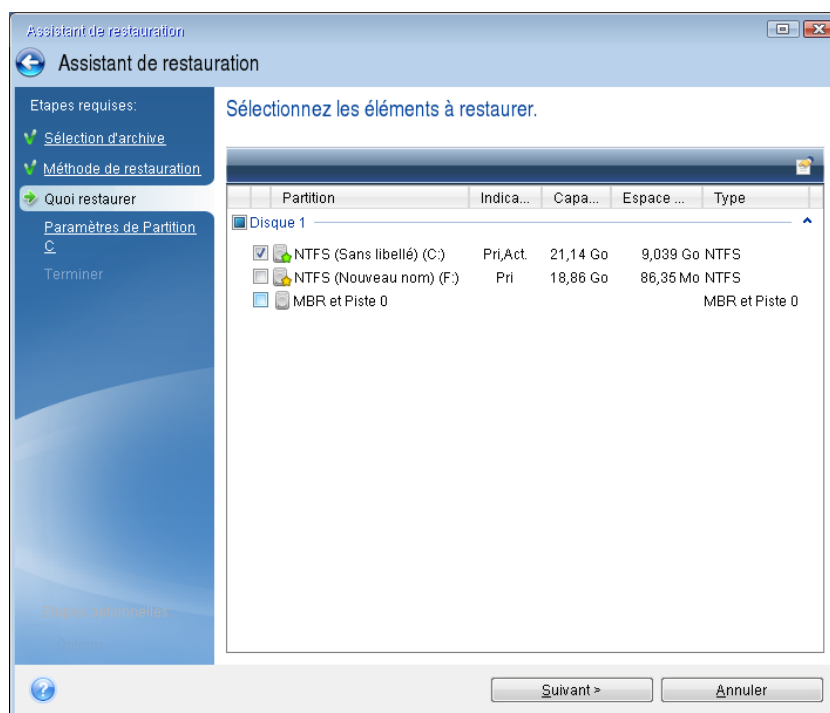 Assistant de restauration
Assistant de restauration
Etapes requises:
Sélection d'archive
Méthode de restauration
Quoi restaurer
Paramètres de Partition
C
Terminer
Sélectionnez les éléments à restaurer.
Partition Indica... Capa... Espace ... Type
Disque 1
NTFS (Sans libellé) (C:) Pri,Act. 21,14 Go 9,039 Go NTFS
NTFS (Nouveau nom) (F:) Pri 18,86 Go 86,35 Mo NTFS
MBR et Piste 0 MBR et Piste 0
Etapes optionnelles
Suivant >
Annuler